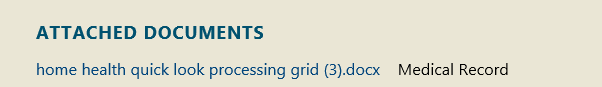 ATTACHED DOCUMENTS
home health quick look processing grid (3).docx Medical Record